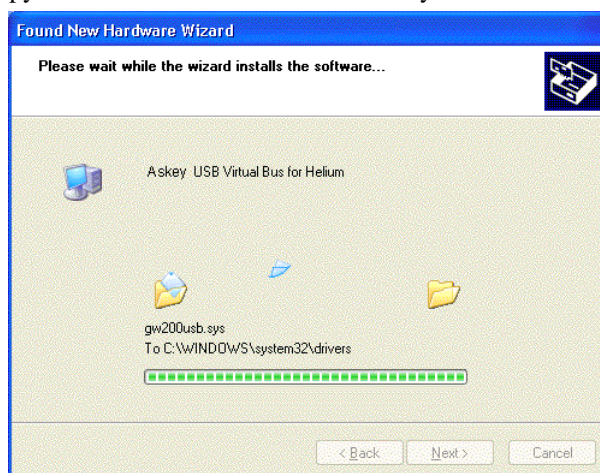 Found New Hardware Wizard
Please wait while the wizard installs the software...
Askey USB Virtual Bus for Helium
gw200usb.sys
To C:\WINDOWS\system32\drivers
< Back Next > Cancel